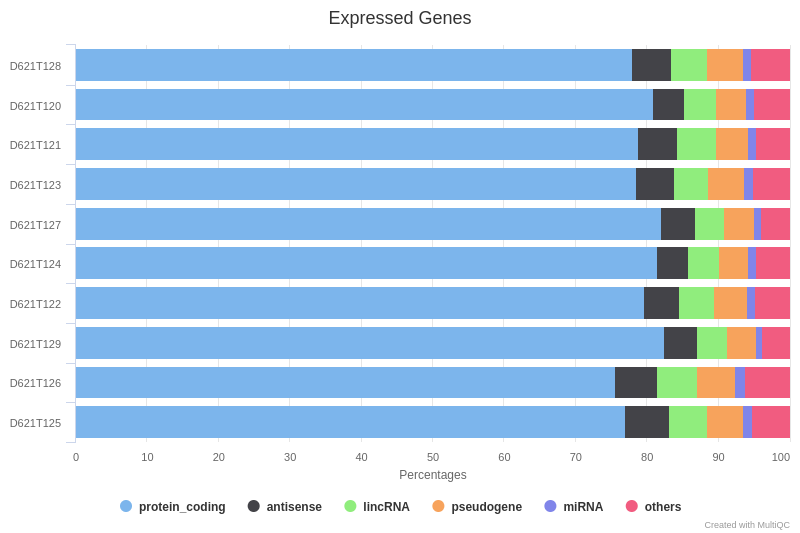 Expressed Genes
D621T128
D621T120
D621T121
D621T123
D621T127
D621T124
D621T122
D621T129
D621T126
D621T125
0 10 20 30 40 50 60 70 80 90 100
Percentages
protein_coding antisense lincRNA pseudogene miRNA others
Created with MultiQC